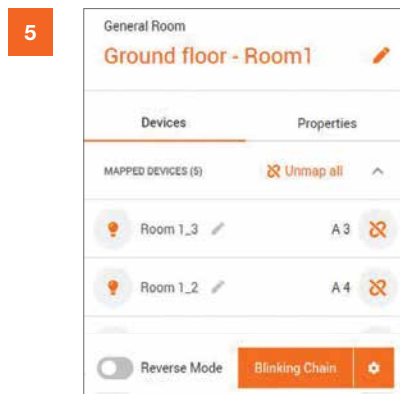 5
General Room
Ground floor - Room1
Devices Properties
MAPPED DEVICES (5) Unmap all
Room 1_3 A 3
Room 1_2 A 4
Reverse Mode Blinking Chain